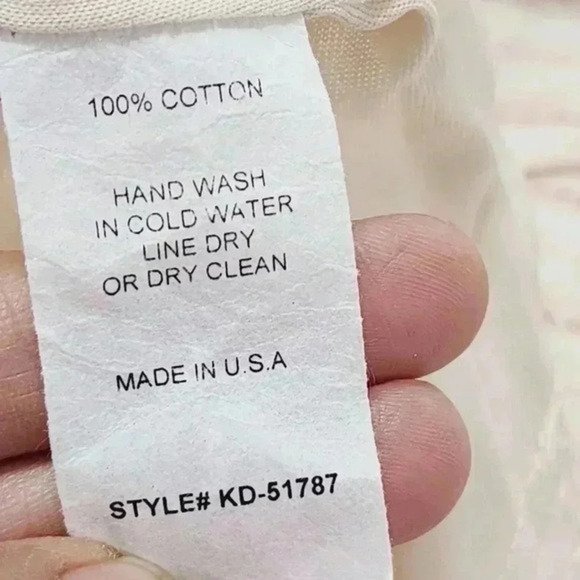 100% COTTON
HAND WASH
IN COLD WATER
LINE DRY
OR DRY CLEAN
MADE IN U.S.A
STYLE# KD-51787